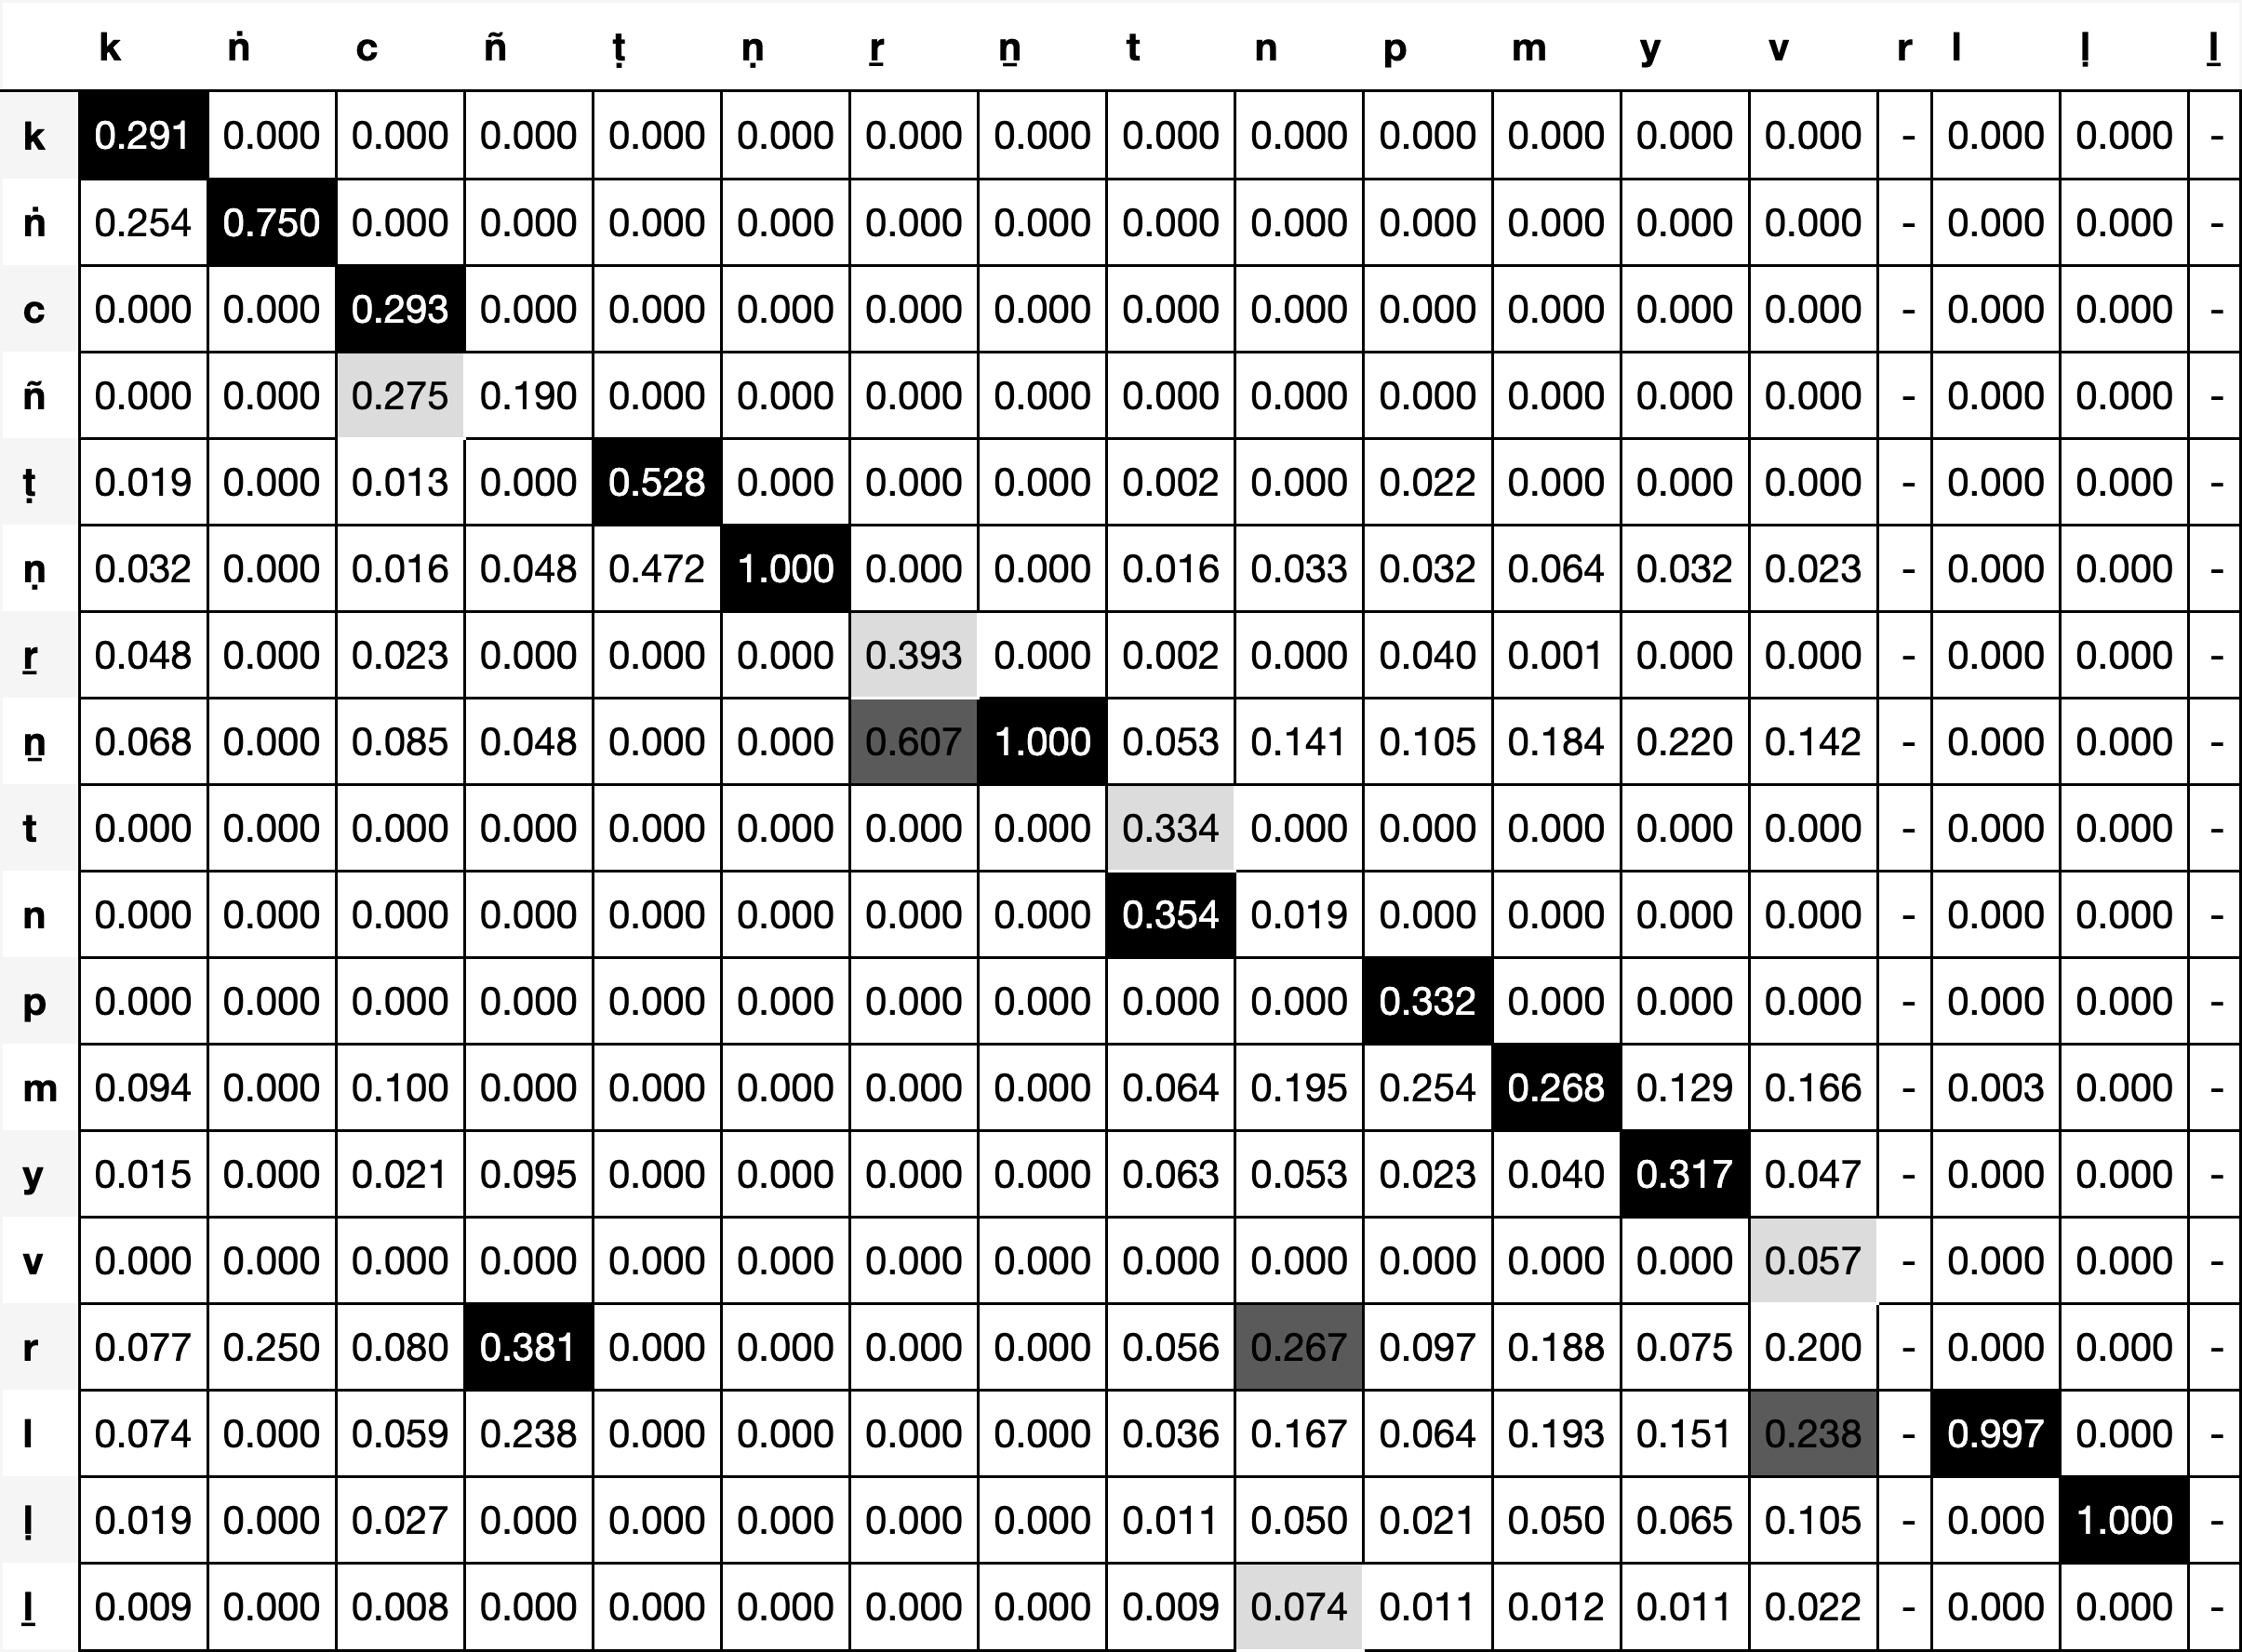 k ṅ c ñ ṭ ṇ ṟ ṉ t n p m y v r l ḷ ḻ
k 0.291 0.000 0.000 0.000 0.000 0.000 0.000 0.000 0.000 0.000 0.000 0.000 0.000 0.000 - 0.000 0.000 -
ṅ 0.254 0.750 0.000 0.000 0.000 0.000 0.000 0.000 0.000 0.000 0.000 0.000 0.000 0.000 - 0.000 0.000 -
c 0.000 0.000 0.293 0.000 0.000 0.000 0.000 0.000 0.000 0.000 0.000 0.000 0.000 0.000 - 0.000 0.000 -
ñ 0.000 0.000 0.275 0.190 0.000 0.000 0.000 0.000 0.000 0.000 0.000 0.000 0.000 0.000 - 0.000 0.000 -
ṭ 0.019 0.000 0.013 0.000 0.528 0.000 0.000 0.000 0.002 0.000 0.022 0.000 0.000 0.000 - 0.000 0.000 -
ṇ 0.032 0.000 0.016 0.048 0.472 1.000 0.000 0.000 0.016 0.033 0.032 0.064 0.032 0.023 - 0.000 0.000 -
ṟ 0.048 0.000 0.023 0.000 0.000 0.000 0.393 0.000 0.002 0.000 0.040 0.001 0.000 0.000 - 0.000 0.000 -
ṉ 0.068 0.000 0.085 0.048 0.000 0.000 0.607 1.000 0.053 0.141 0.105 0.184 0.220 0.142 - 0.000 0.000 -
t 0.000 0.000 0.000 0.000 0.000 0.000 0.000 0.000 0.334 0.000 0.000 0.000 0.000 0.000 - 0.000 0.000 -
n 0.000 0.000 0.000 0.000 0.000 0.000 0.000 0.000 0.354 0.019 0.000 0.000 0.000 0.000 - 0.000 0.000 -
p 0.000 0.000 0.000 0.000 0.000 0.000 0.000 0.000 0.000 0.000 0.332 0.000 0.000 0.000 - 0.000 0.000 -
m 0.094 0.000 0.100 0.000 0.000 0.000 0.000 0.000 0.064 0.195 0.254 0.268 0.129 0.166 - 0.003 0.000 -
y 0.015 0.000 0.021 0.095 0.000 0.000 0.000 0.000 0.063 0.053 0.023 0.040 0.317 0.047 - 0.000 0.000 -
v 0.000 0.000 0.000 0.000 0.000 0.000 0.000 0.000 0.000 0.000 0.000 0.000 0.000 0.057 - 0.000 0.000 -
r 0.077 0.250 0.080 0.381 0.000 0.000 0.000 0.000 0.056 0.267 0.097 0.188 0.075 0.200 - 0.000 0.000 -
l 0.074 0.000 0.059 0.238 0.000 0.000 0.000 0.000 0.036 0.167 0.064 0.193 0.151 0.238 - 0.997 0.000 -
ḷ 0.019 0.000 0.027 0.000 0.000 0.000 0.000 0.000 0.011 0.050 0.021 0.050 0.065 0.105 - 0.000 1.000 -
ḻ 0.009 0.000 0.008 0.000 0.000 0.000 0.000 0.000 0.009 0.074 0.011 0.012 0.011 0.022 - 0.000 0.000 -